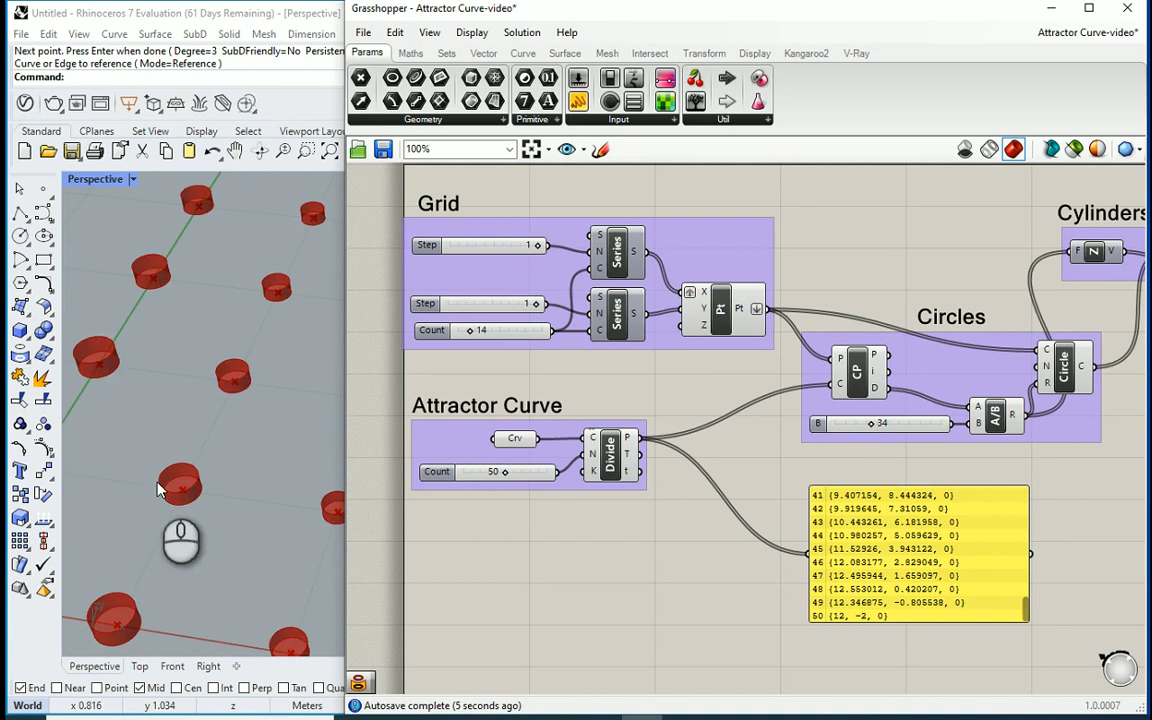 Untitled - Rhinoceros 7 Evaluation (61 Days Remaining) - [Perspective]
File Edit View Curve Surface SubD Solid Mesh Dimension
Next point. Press Enter when done ( Degree=3 SubDFriendly=No Persisten
Curve or Edge to reference ( Mode=Reference )
Command:
Standard CPlanes Set View Display Select Viewport Layou
Perspective
Perspective Top Front Right
End Near Point Mid Cen Int Perp Tan Qua
World x 0.816 y 1.034 z Meters
Grasshopper - Attractor Curve-video*
File Edit View Display Solution Help Attractor Curve-video*
Params Maths Sets Vector Curve Surface Mesh Intersect Transform Display Kangaroo2 V-Ray
Geometry Primitive Input Util
100%
Grid
Step 1
S
N
C
Series
S
Step 1
Count 14
S
N
C
Series
S
X
Y
Z
Pt
Pt
Attractor Curve
Crv
Count 50
C
N
K
Divide
P
T
t
Circles
P
C
CP
P
i
D
B 34
A
B
A/B
R
C
N
R
Circle
C
Cylinders
F
Z
V
41 {9.407154, 8.444324, 0}
42 {9.919645, 7.31059, 0}
43 {10.443261, 6.181958, 0}
44 {10.980257, 5.059629, 0}
45 {11.52926, 3.943122, 0}
46 {12.083177, 2.829049, 0}
47 {12.495944, 1.659097, 0}
48 {12.553012, 0.420207, 0}
49 {12.346875, -0.805538, 0}
50 {12, -2, 0}
Autosave complete (5 seconds ago) 1.0.0007